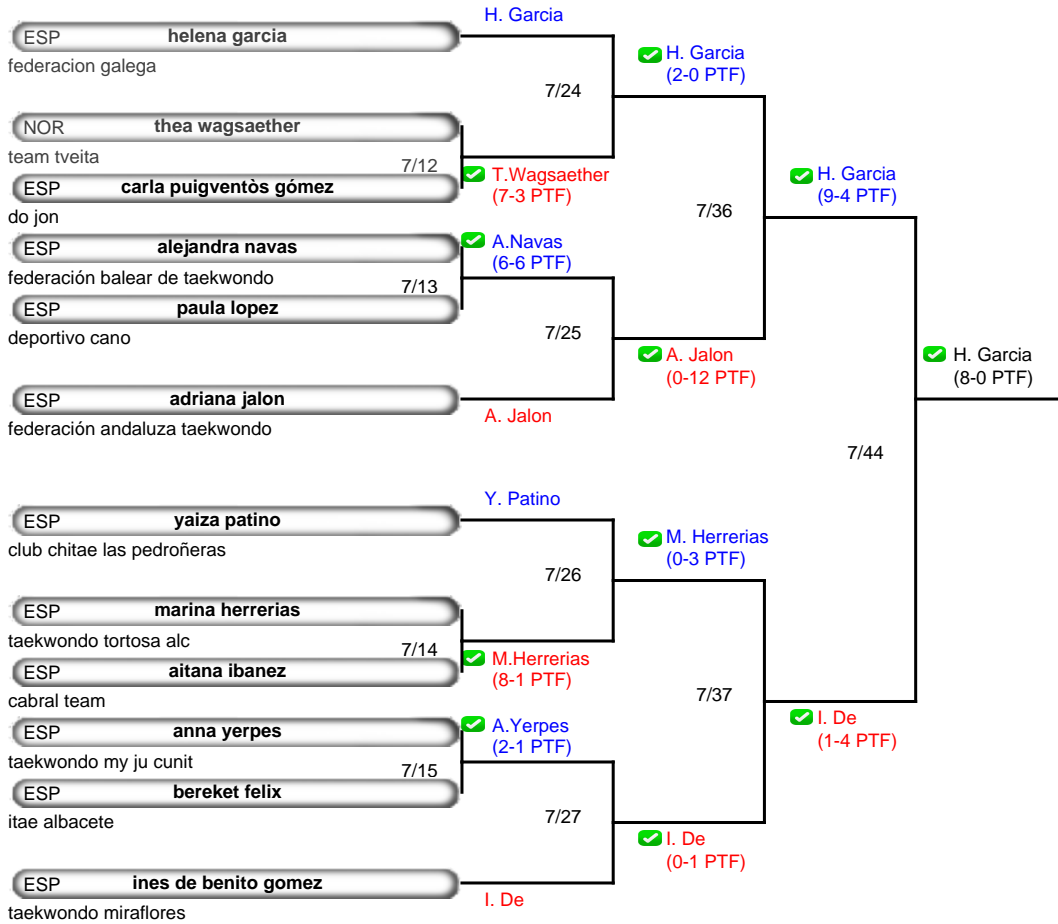 H. Garcia
ESP helena garcia
federacion galega
H. Garcia
(2-0 PTF)
7/24
NOR thea wagsaether
team tveita
7/12
T.Wagsaether
(7-3 PTF)
ESP carla puigventòs gómez
do jon
H. Garcia
(9-4 PTF)
7/36
ESP alejandra navas
federación balear de taekwondo
A.Navas
(6-6 PTF)
7/13
ESP paula lopez
deportivo cano
7/25
A. Jalon
(0-12 PTF)
H. Garcia
(8-0 PTF)
ESP adriana jalon
federación andaluza taekwondo
A. Jalon
7/44
Y. Patino
ESP yaiza patino
club chitae las pedroñeras
M. Herrerias
(0-3 PTF)
7/26
ESP marina herrerias
taekwondo tortosa alc
7/14
M.Herrerias
(8-1 PTF)
ESP aitana ibanez
cabral team
7/37
I. De
(1-4 PTF)
ESP anna yerpes
taekwondo my ju cunit
A.Yerpes
(2-1 PTF)
7/15
ESP bereket felix
itae albacete
7/27
I. De
(0-1 PTF)
ESP ines de benito gomez
taekwondo miraflores
I. De